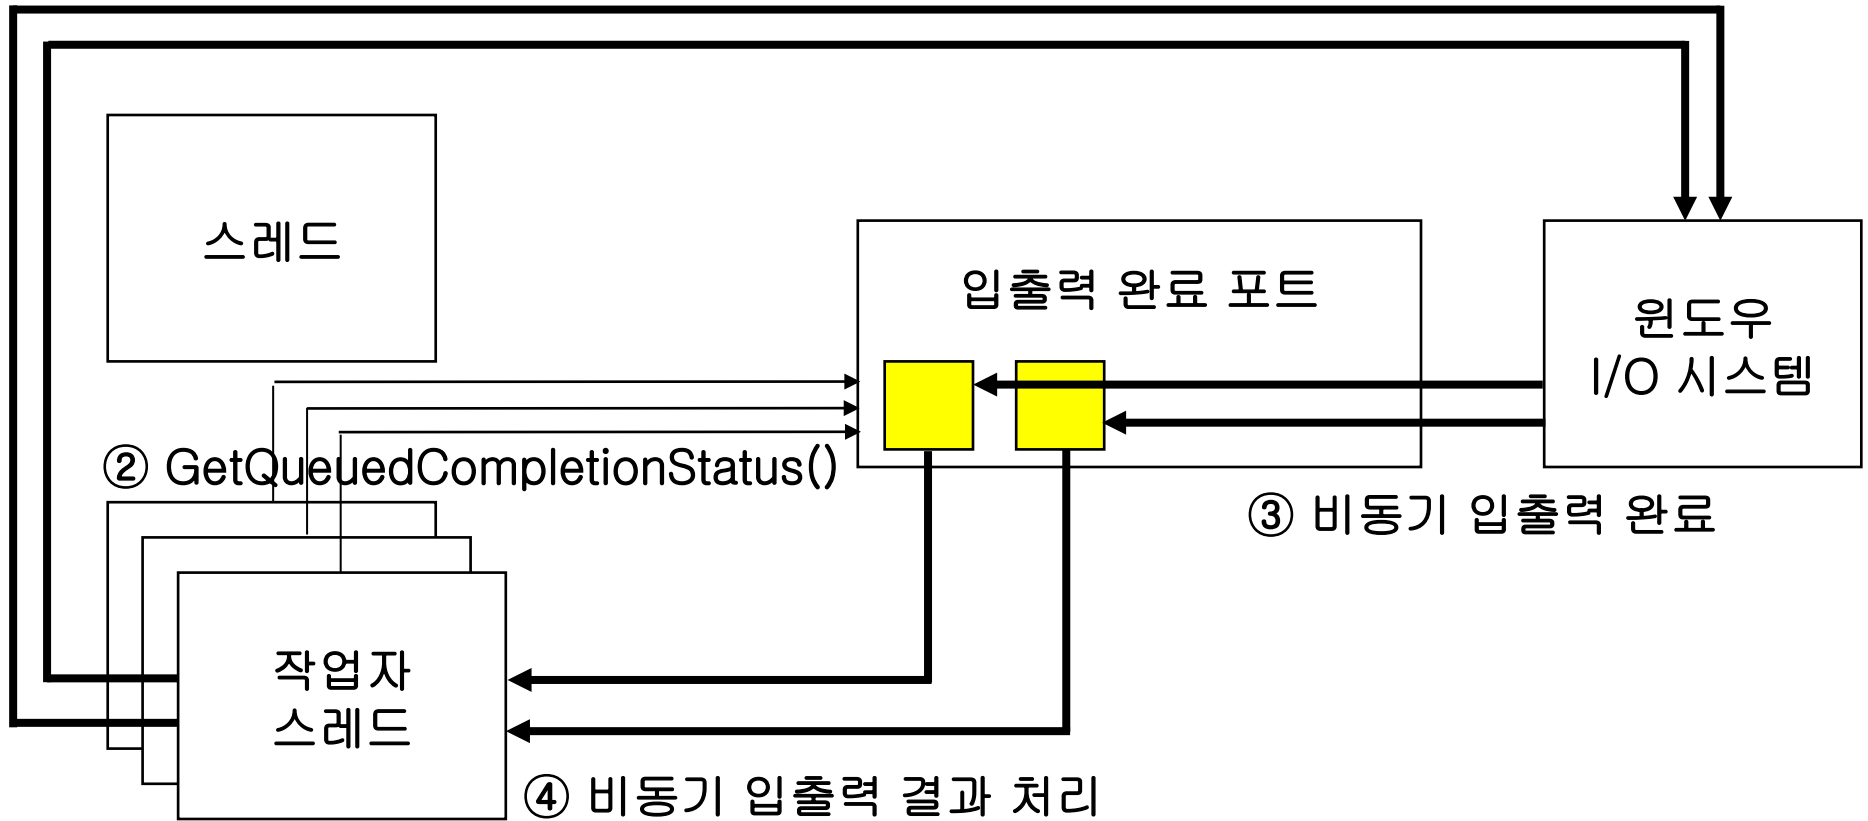 스레드
입출력 완료 포트
윈도우
I/O 시스템
② GetQueuedCompletionStatus()
③ 비동기 입출력 완료
작업자
스레드
④ 비동기 입출력 결과 처리